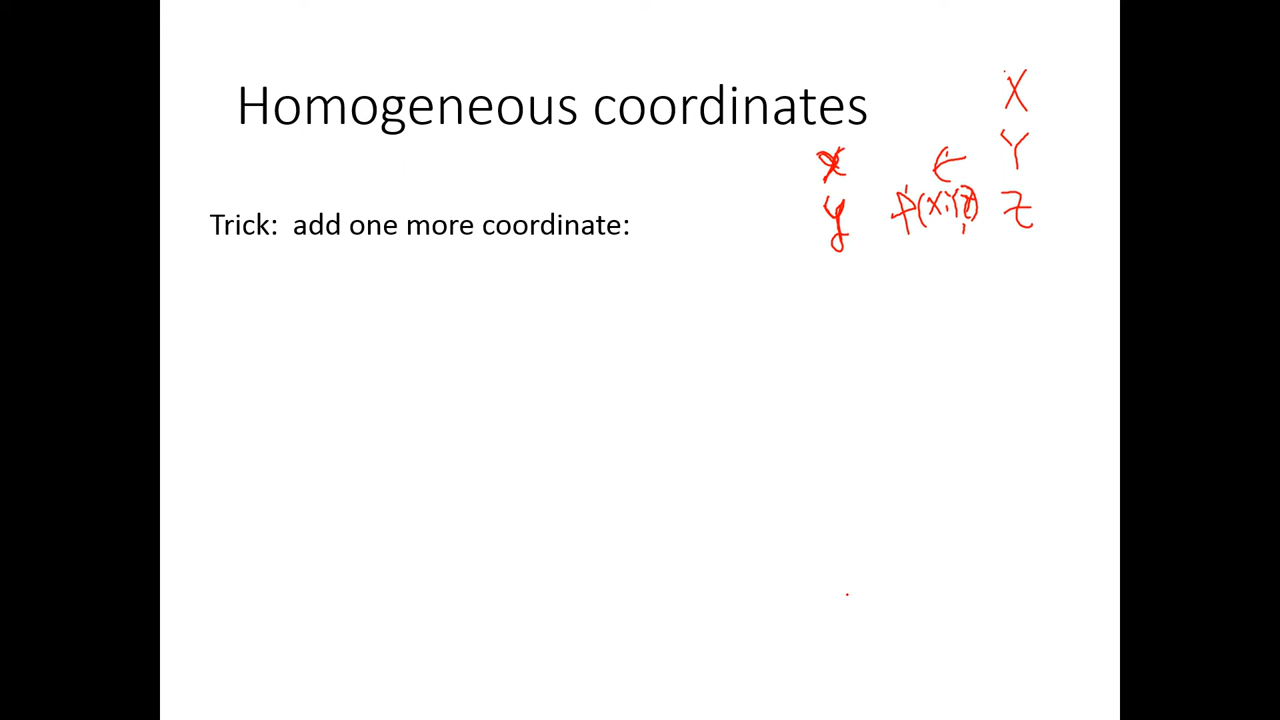 Homogeneous coordinates
X
Y
Z
x ←
y f(X,Y,Z)
Trick: add one more coordinate: